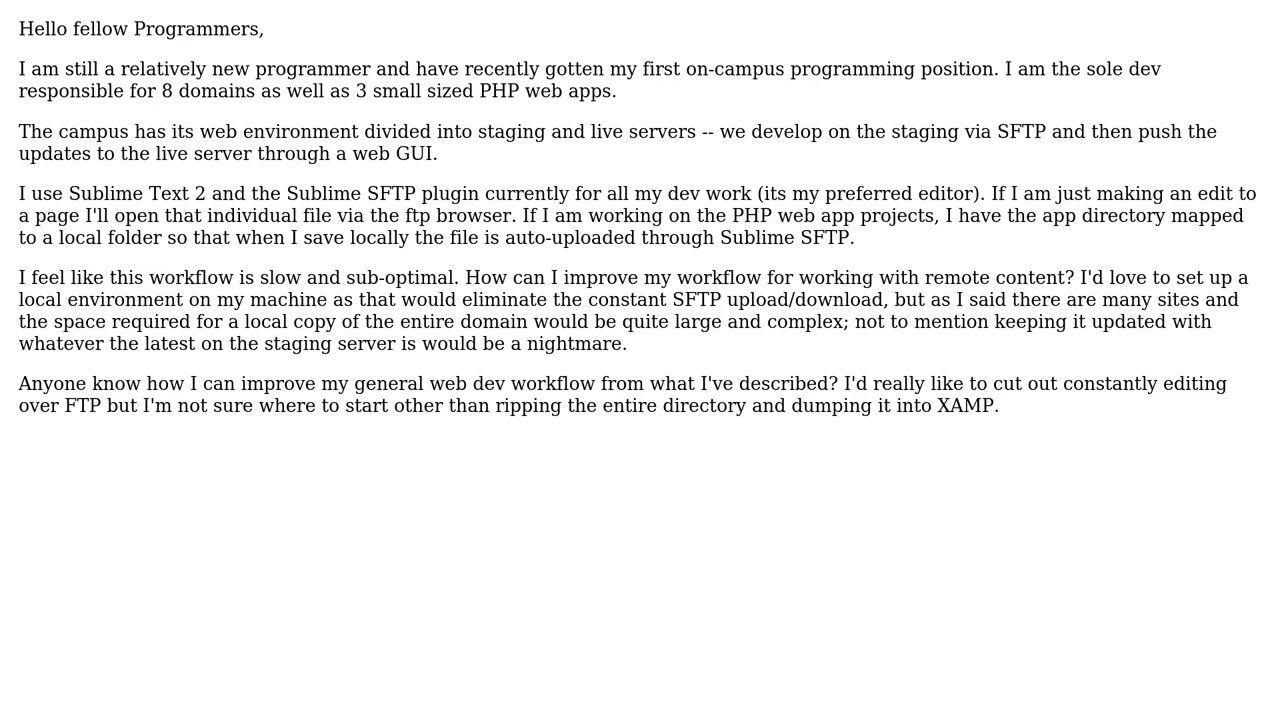 Hello fellow Programmers,
I am still a relatively new programmer and have recently gotten my first on-campus programming position. I am the sole dev
responsible for 8 domains as well as 3 small sized PHP web apps.
The campus has its web environment divided into staging and live servers -- we develop on the staging via SFTP and then push the
updates to the live server through a web GUI.
I use Sublime Text 2 and the Sublime SFTP plugin currently for all my dev work (its my preferred editor). If I am just making an edit to
a page I'll open that individual file via the ftp browser. If I am working on the PHP web app projects, I have the app directory mapped
to a local folder so that when I save locally the file is auto-uploaded through Sublime SFTP.
I feel like this workflow is slow and sub-optimal. How can I improve my workflow for working with remote content? I'd love to set up a
local environment on my machine as that would eliminate the constant SFTP upload/download, but as I said there are many sites and
the space required for a local copy of the entire domain would be quite large and complex; not to mention keeping it updated with
whatever the latest on the staging server is would be a nightmare.
Anyone know how I can improve my general web dev workflow from what I've described? I'd really like to cut out constantly editing
over FTP but I'm not sure where to start other than ripping the entire directory and dumping it into XAMP.